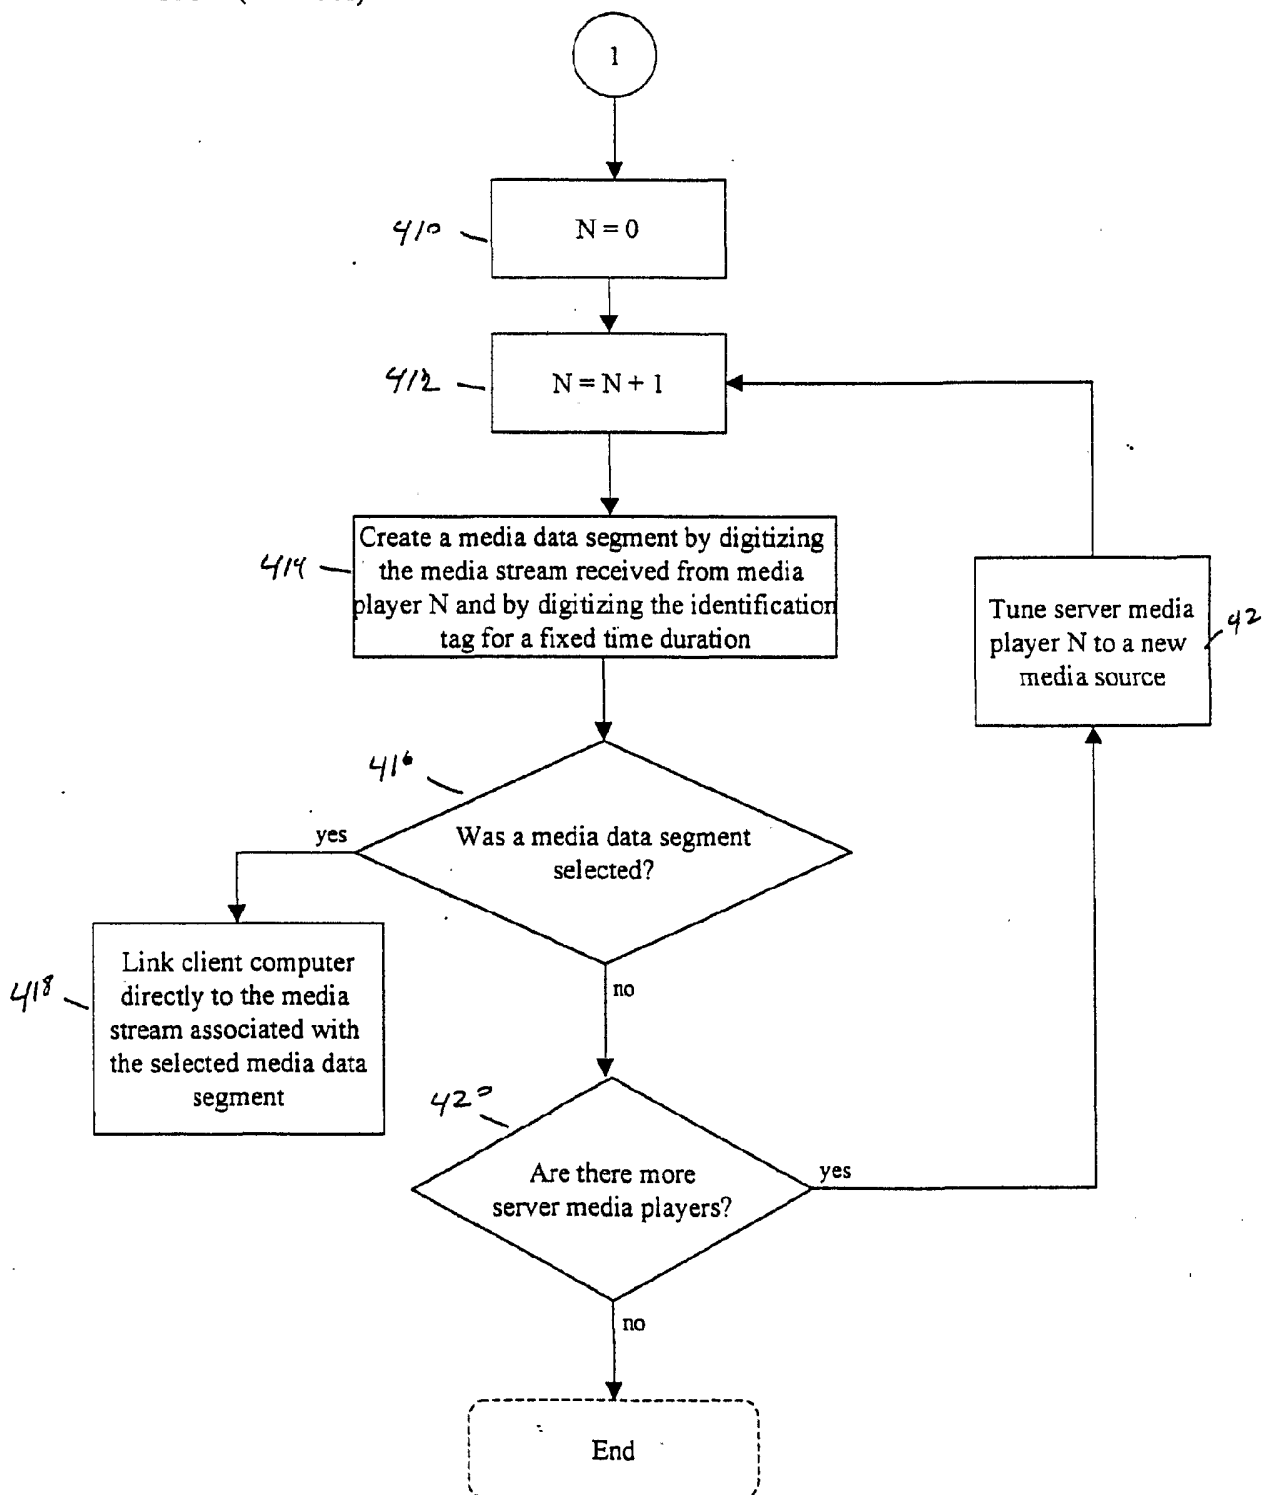 1
410
N = 0
412
N = N + 1
414
Create a media data segment by digitizing
the media stream received from media
player N and by digitizing the identification
tag for a fixed time duration
Tune server media
player N to a new
media source
42
416
Was a media data segment
selected?
yes
no
418
Link client computer
directly to the media
stream associated with
the selected media data
segment
420
Are there more
server media players?
yes
no
End